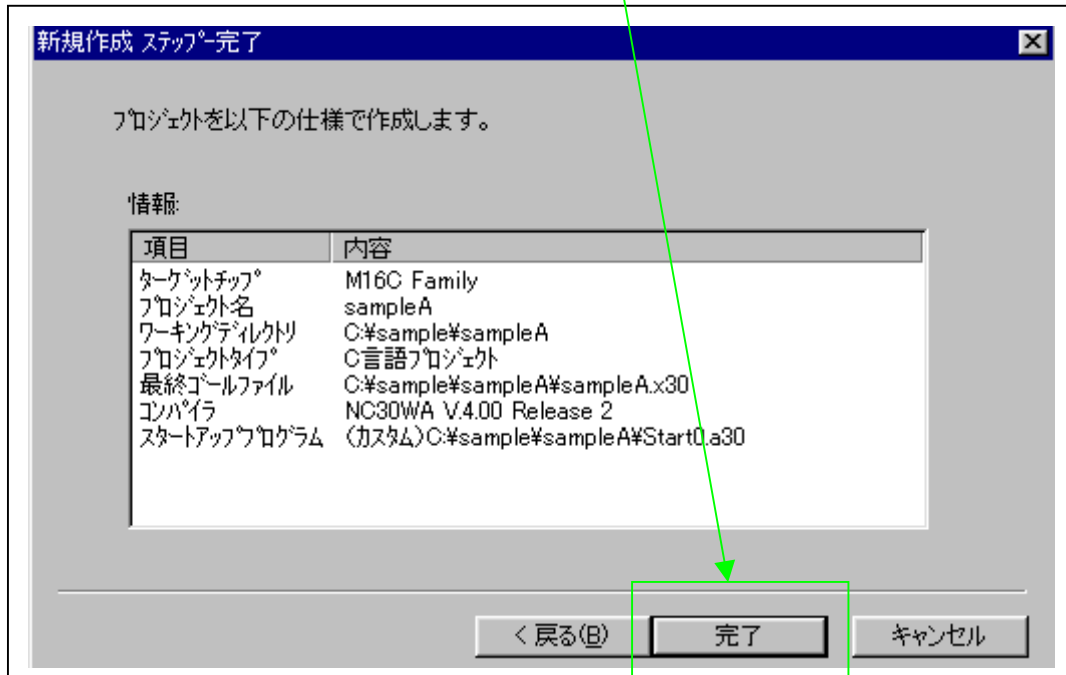 新規作成 ステップ-完了
プロジェクトを以下の仕様で作成します。
情報:
項目 内容
ターゲットチップ M16C Family
プロジェクト名 sampleA
ワーキングディレクトリ C:¥sample¥sampleA
プロジェクトタイプ C言語プロジェクト
最終ゴールファイル C:¥sample¥sampleA¥sampleA.x30
コンパイラ NC30WA V.4.00 Release 2
スタートアッププログラム (カスタム)C:¥sample¥sampleA¥Start0.a30
< 戻る(B) 完了 キャンセル